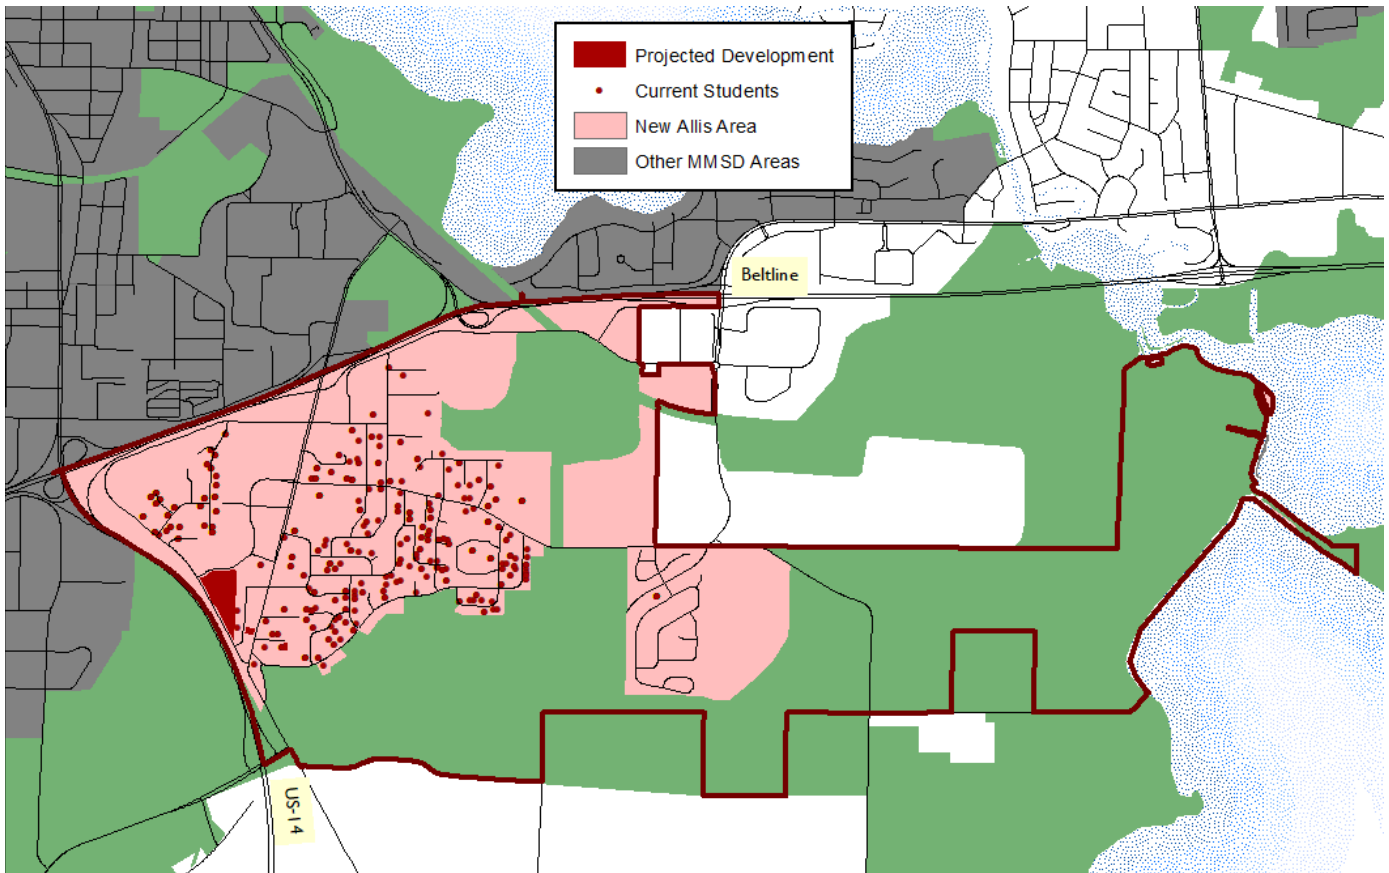 Projected Development
Current Students
New Allis Area
Other MMSD Areas
Beltline
US-14